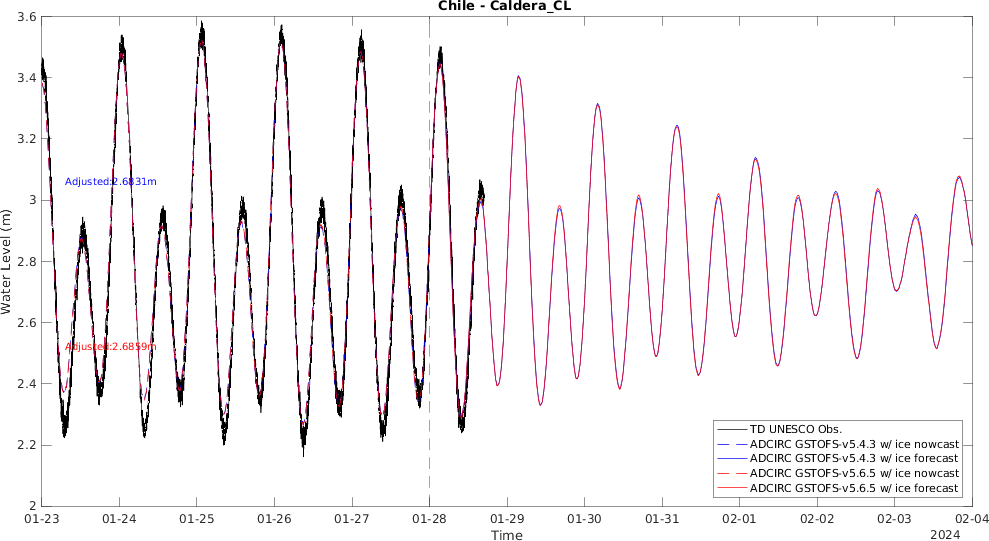 Chile - Caldera_CL
3.6
3.4
3.2
3
2.8
2.6
2.4
2.2
2
Water Level (m)
Adjusted:2.6831m
Adjusted:2.6859m
TD UNESCO Obs.
ADCIRC GSTOFS-v5.4.3 w/ ice nowcast
ADCIRC GSTOFS-v5.4.3 w/ ice forecast
ADCIRC GSTOFS-v5.6.5 w/ ice nowcast
ADCIRC GSTOFS-v5.6.5 w/ ice forecast
01-23 01-24 01-25 01-26 01-27 01-28 01-29 01-30 01-31 02-01 02-02 02-03 02-04
Time
2024